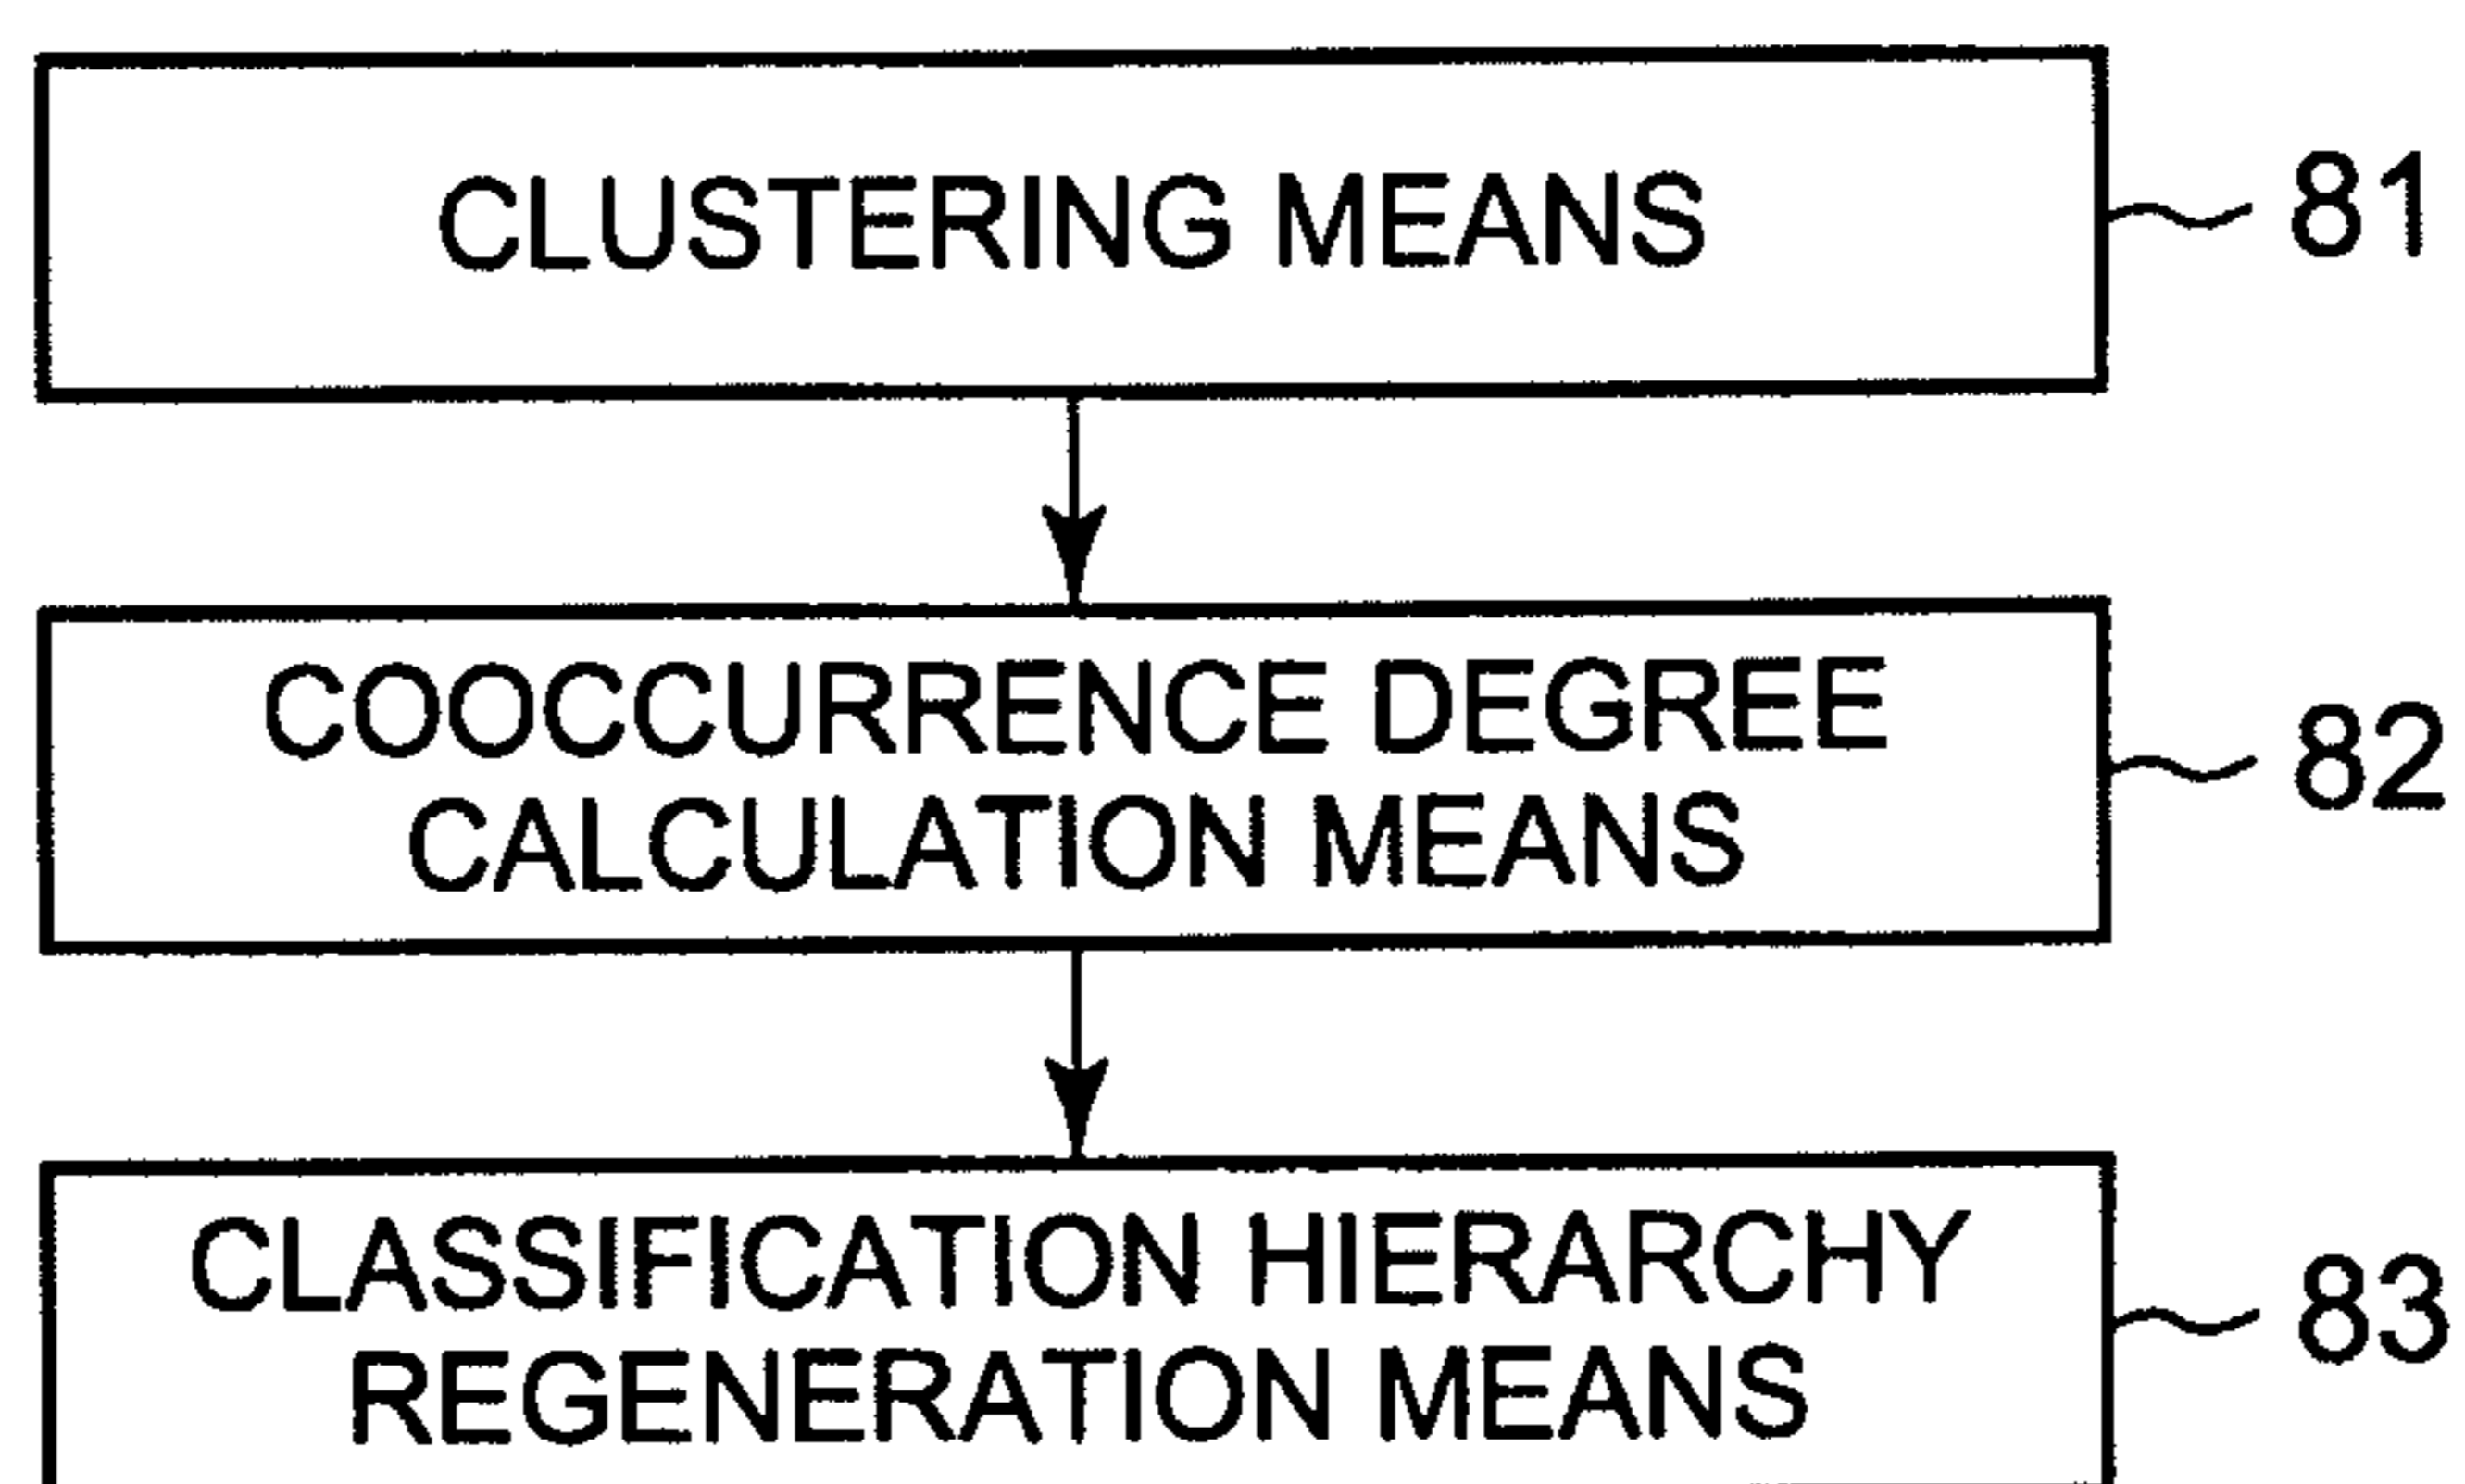 CLUSTERING MEANS
81
COOCCURRENCE DEGREE
CALCULATION MEANS
82
CLASSIFICATION HIERARCHY
REGENERATION MEANS
83